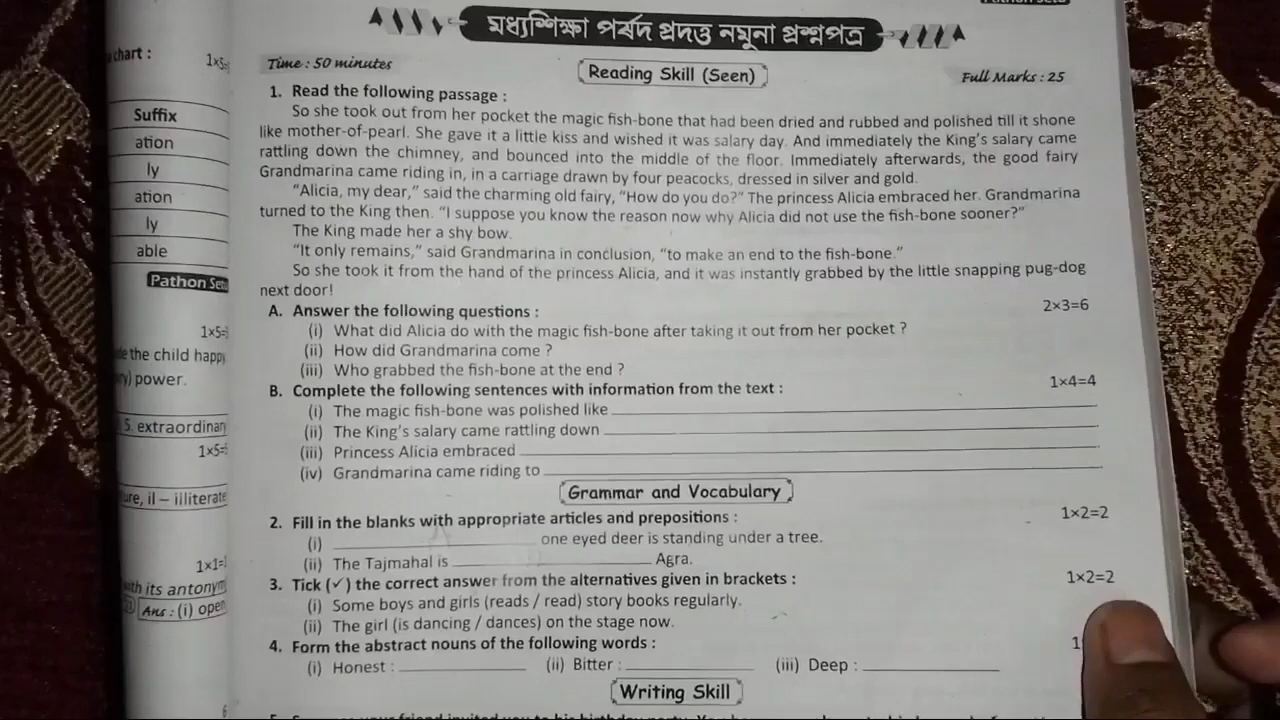 মধ্যশিক্ষা পর্ষদ প্রদত্ত নমুনা প্রশ্নপত্র
chart :
1x5=
Suffix
ation
ly
ation
ly
able
Pathon Setu
1x5=
the child happy
power.
5. extraordinary
1x5=
ure, il – illiterate
1x1=
with its antonym
Ans : (i) open
6
Time : 50 minutes
Reading Skill (Seen)
Full Marks : 25
1. Read the following passage :
So she took out from her pocket the magic fish-bone that had been dried and rubbed and polished till it shone
like mother-of-pearl. She gave it a little kiss and wished it was salary day. And immediately the King's salary came
rattling down the chimney, and bounced into the middle of the floor. Immediately afterwards, the good fairy
Grandmarina came riding in, in a carriage drawn by four peacocks, dressed in silver and gold.
"Alicia, my dear," said the charming old fairy, "How do you do?" The princess Alicia embraced her. Grandmarina
turned to the King then. "I suppose you know the reason now why Alicia did not use the fish-bone sooner?"
The King made her a shy bow.
"It only remains," said Grandmarina in conclusion, "to make an end to the fish-bone."
So she took it from the hand of the princess Alicia, and it was instantly grabbed by the little snapping pug-dog
next door!
A. Answer the following questions : 2×3=6
(i) What did Alicia do with the magic fish-bone after taking it out from her pocket ?
(ii) How did Grandmarina come ?
(iii) Who grabbed the fish-bone at the end ?
B. Complete the following sentences with information from the text : 1×4=4
(i) The magic fish-bone was polished like ____
(ii) The King's salary came rattling down ____
(iii) Princess Alicia embraced ____
(iv) Grandmarina came riding to ____
Grammar and Vocabulary
2. Fill in the blanks with appropriate articles and prepositions : 1×2=2
(i) ____ one eyed deer is standing under a tree.
(ii) The Tajmahal is ____ Agra.
3. Tick (✓) the correct answer from the alternatives given in brackets : 1×2=2
(i) Some boys and girls (reads / read) story books regularly.
(ii) The girl (is dancing / dances) on the stage now.
4. Form the abstract nouns of the following words : 1
(i) Honest : ____ (ii) Bitter : ____ (iii) Deep : ____
Writing Skill